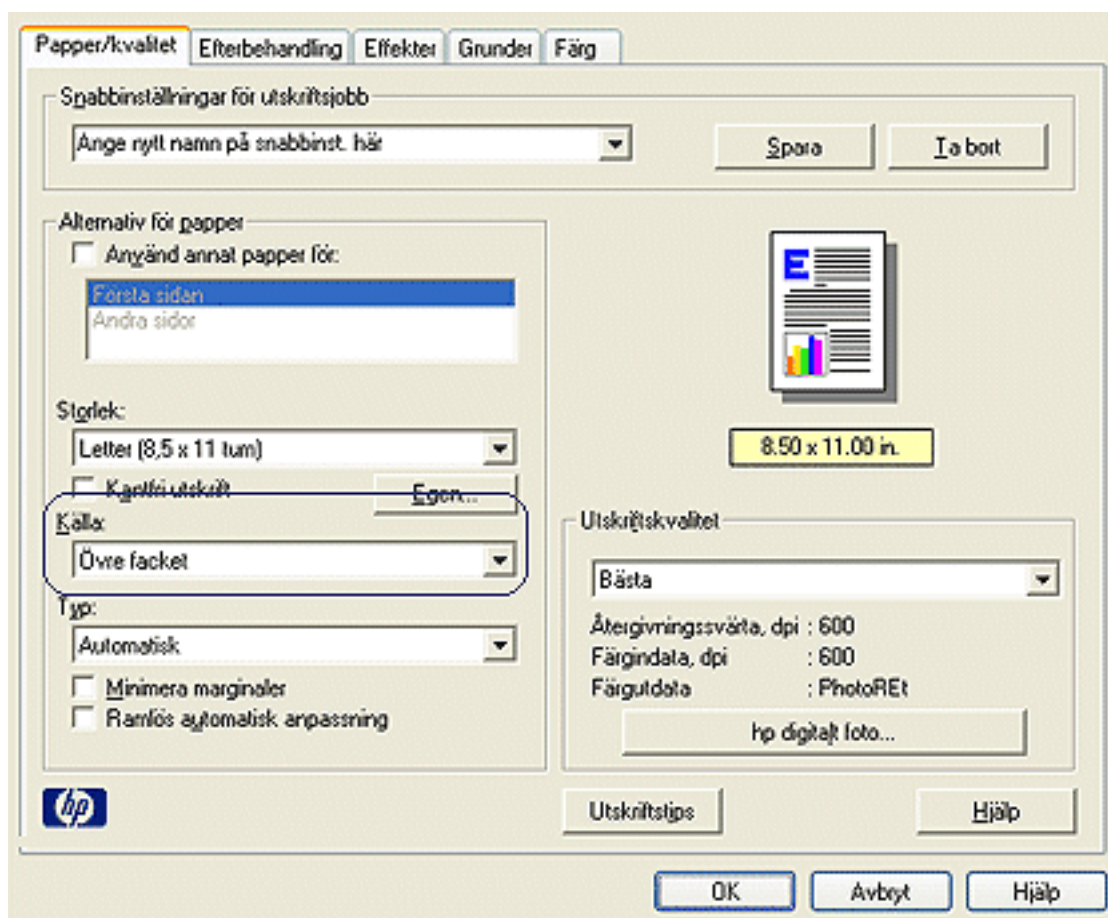 Papper/kvalitet Efterbehandling Effekter Grunder Färg
Snabbinställningar för utskriftsjobb
Ange nytt namn på snabbinst. här
Spara
Ta bort
Alternativ för papper
Använd annat papper för:
Första sidan
Andra sidor
E
Storlek:
Letter (8,5 x 11 tum)
8.50 x 11.00 in.
Kantfri utskrift
Egen...
Källa:
Övre facket
Typ:
Automatisk
Minimera marginaler
Ramlös automatisk anpassning
Utskriftskvalitet
Bästa
Återgivningssvärta, dpi : 600
Färgindata, dpi : 600
Färgutdata : PhotoREt
hp digitalt foto...
hp
Utskriftstips
Hjälp
OK
Avbryt
Hjälp